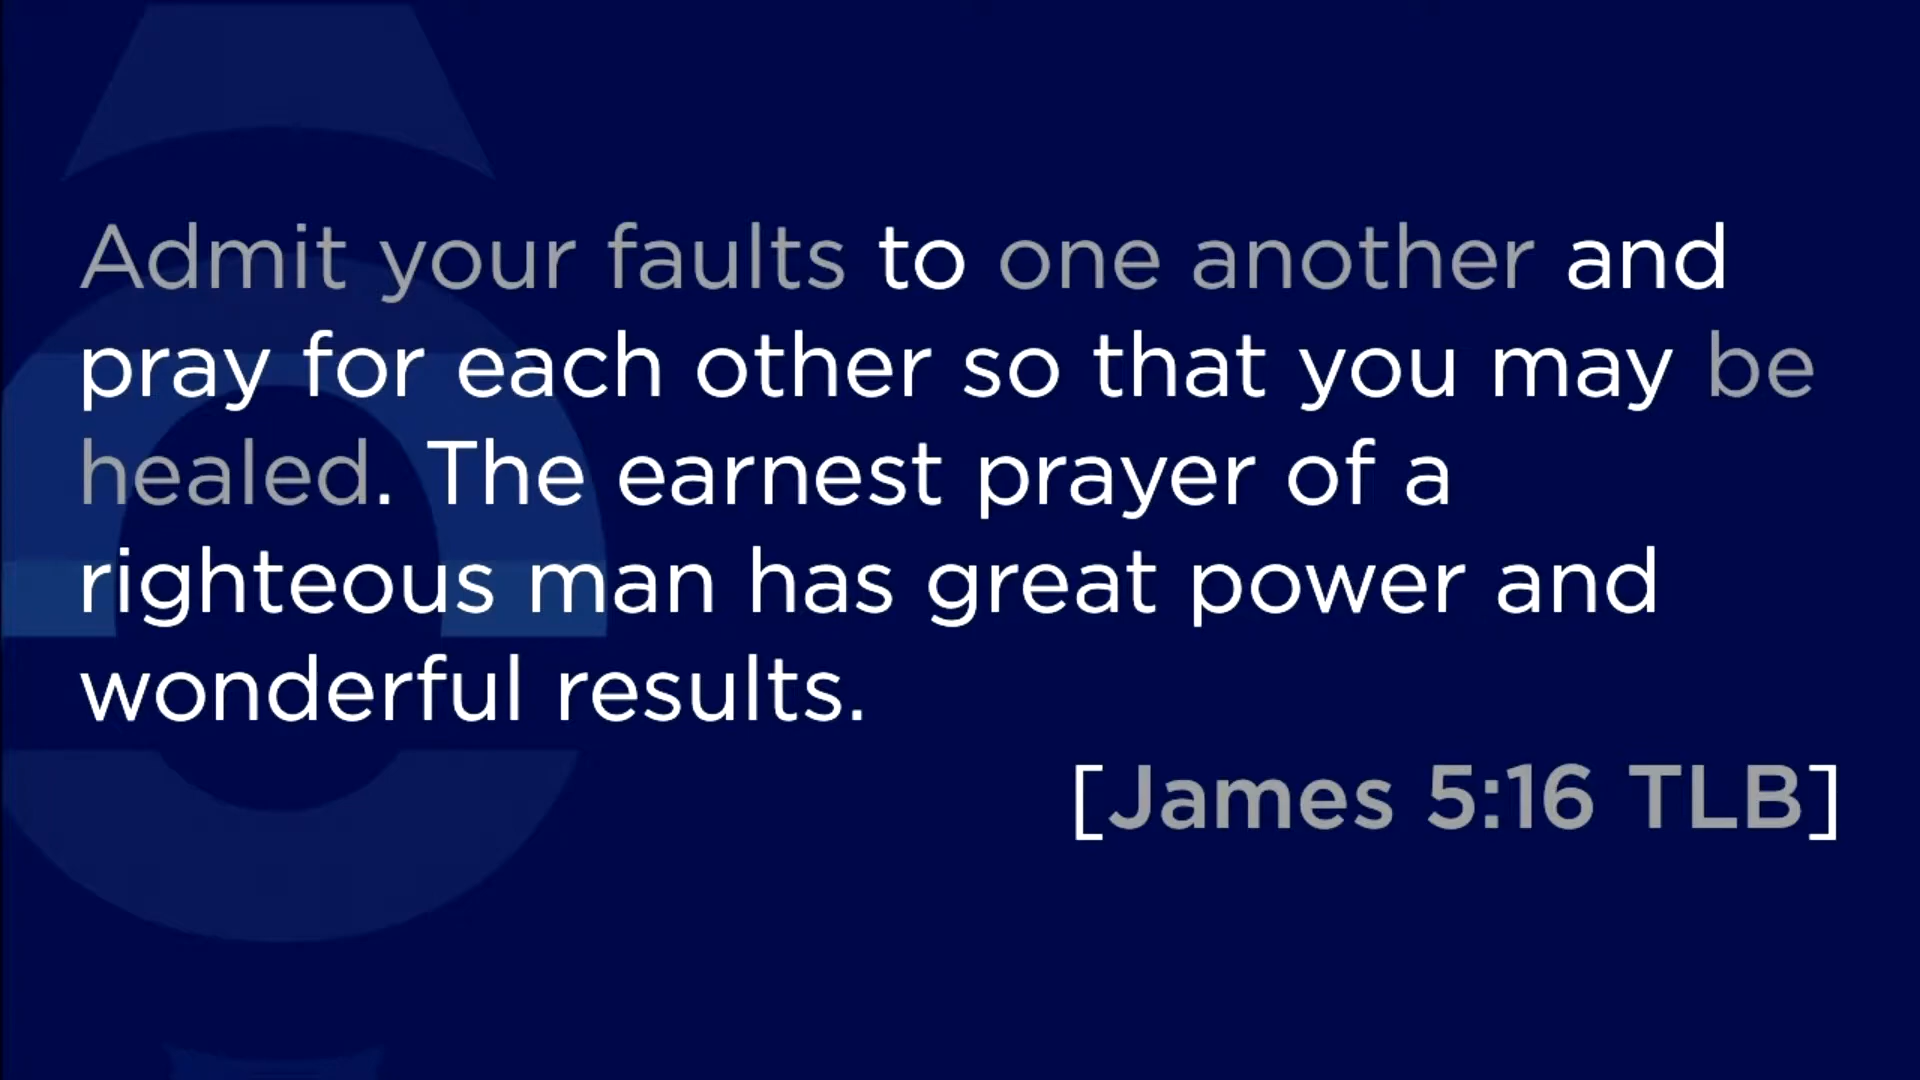 Admit your faults to one another and
pray for each other so that you may be
healed. The earnest prayer of a
righteous man has great power and
wonderful results.
[James 5:16 TLB]